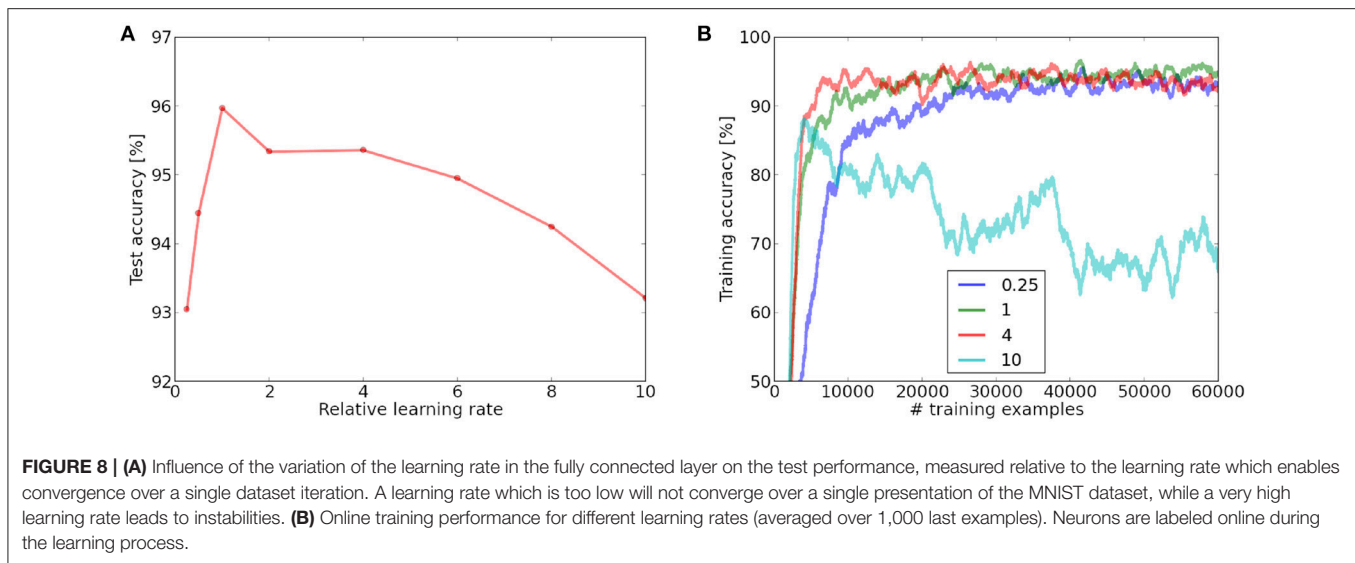 A
97
96
95
94
93
92
Test accuracy [%]
0
2
4
6
8
10
Relative learning rate
B
100
90
80
70
60
50
Training accuracy [%]
0.25
1
4
10
0
10000
20000
30000
40000
50000
60000
# training examples
FIGURE 8 | (A) Influence of the variation of the learning rate in the fully connected layer on the test performance, measured relative to the learning rate which enables
convergence over a single dataset iteration. A learning rate which is too low will not converge over a single presentation of the MNIST dataset, while a very high
learning rate leads to instabilities. (B) Online training performance for different learning rates (averaged over 1,000 last examples). Neurons are labeled online during
the learning process.